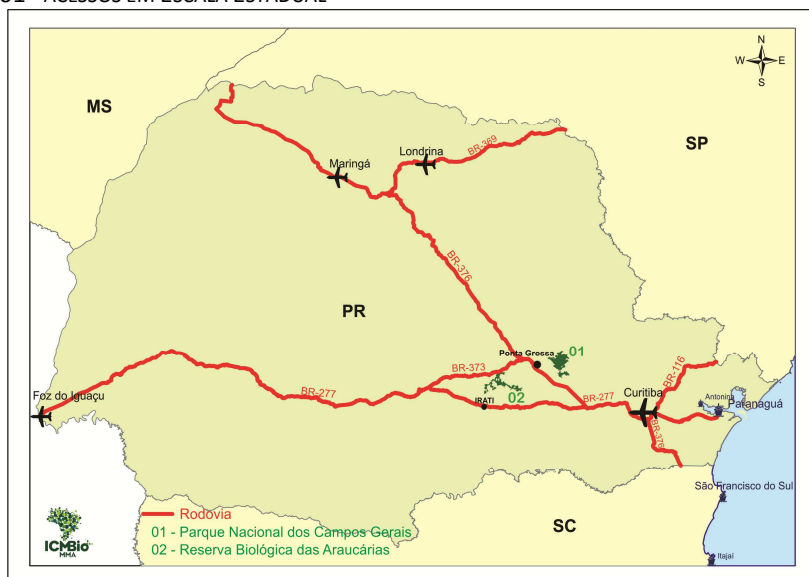 01 - ACESSOS EM ESCALA ESTADUAL
N
W E
S
MS
SP
Londrina
BR-369
Maringá
BR-376
PR
Ponta Grossa
01
BR-373
BR-116
Foz do Iguaçu
BR-277
IRATI
02
BR-277
Curitiba
Antonina
Paranaguá
BR-376
São Francisco do Sul
Rodovia
01 - Parque Nacional dos Campos Gerais
02 - Reserva Biológica das Araucárias
ICMBio
MMA
SC
Itajaí